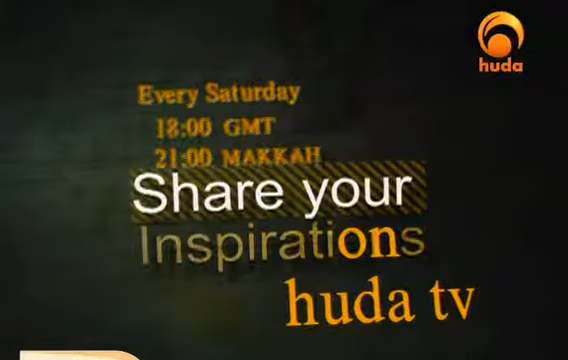 huda
Every Saturday
18:00 GMT
21:00 MAKKAH
Share your
Inspirations
huda tv